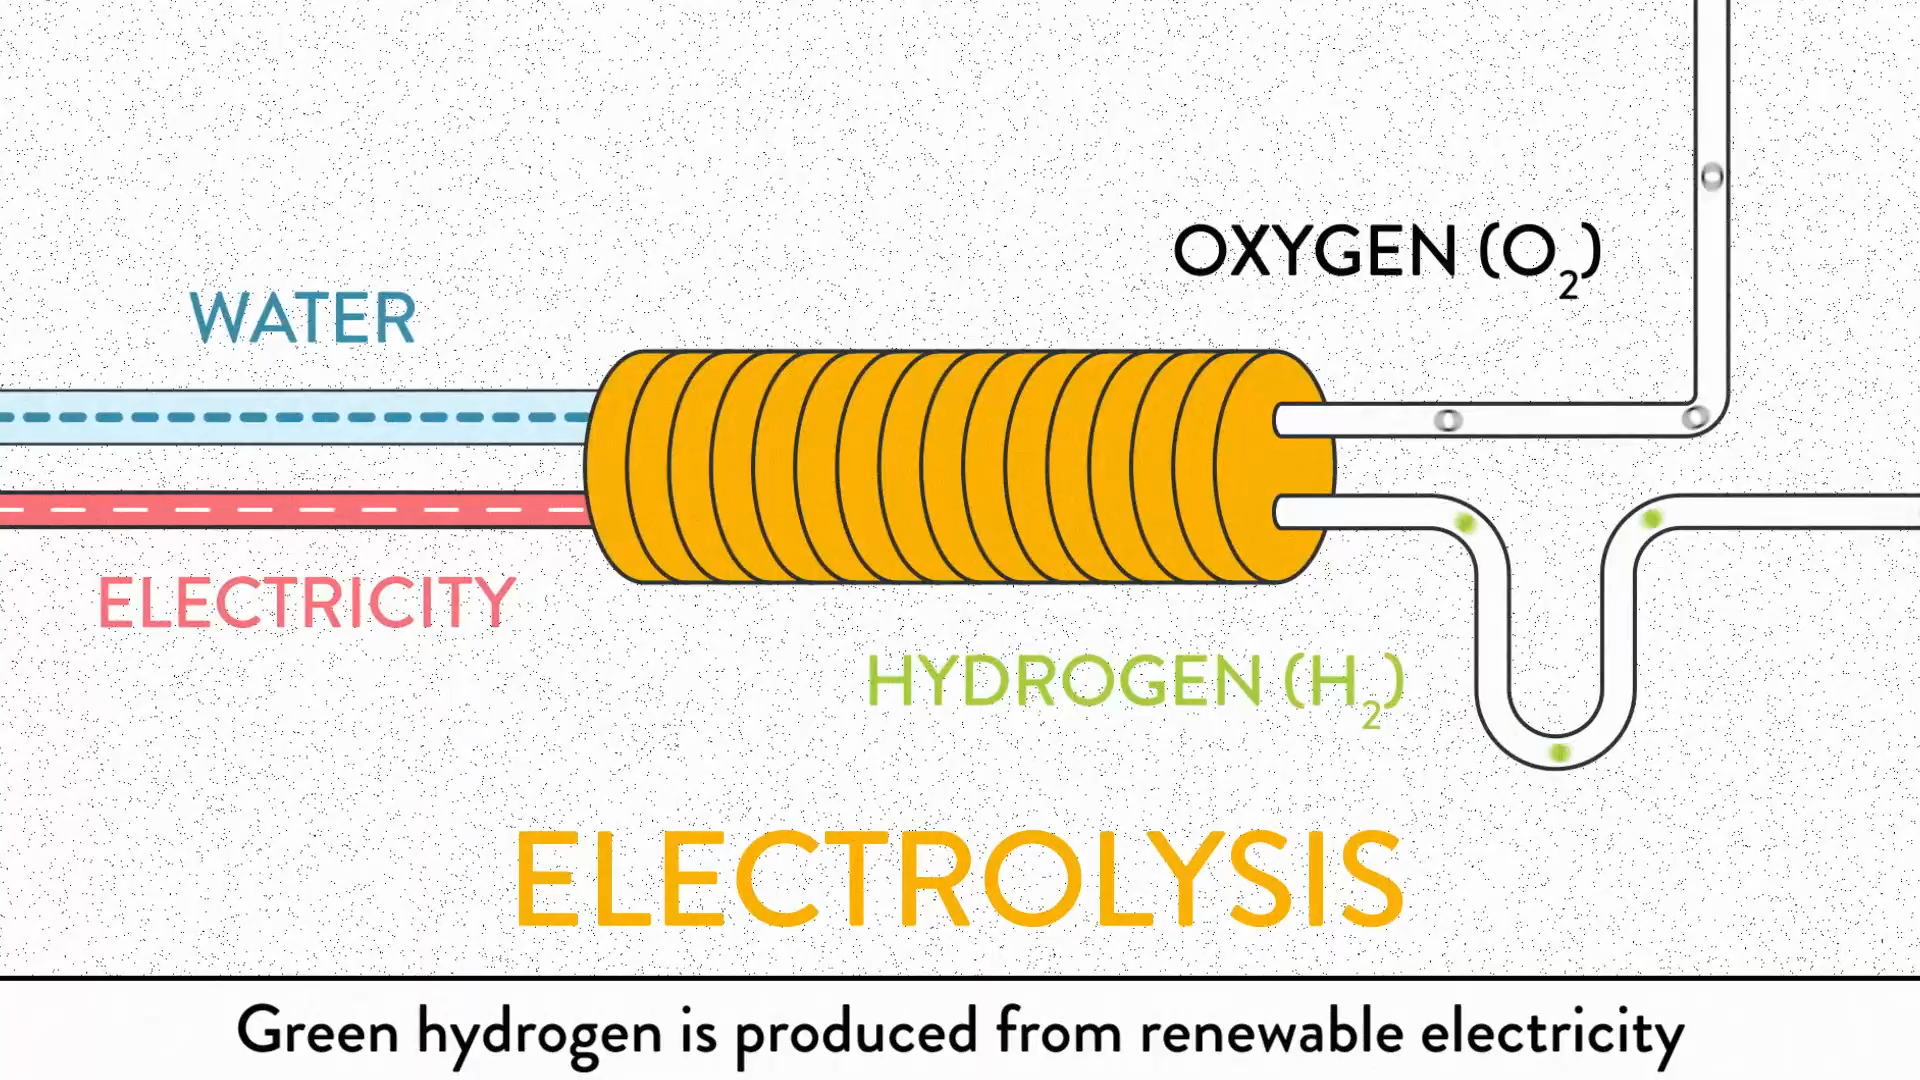 OXYGEN (O₂)
WATER
ELECTRICITY
HYDROGEN (H₂)
ELECTROLYSIS
Green hydrogen is produced from renewable electricity